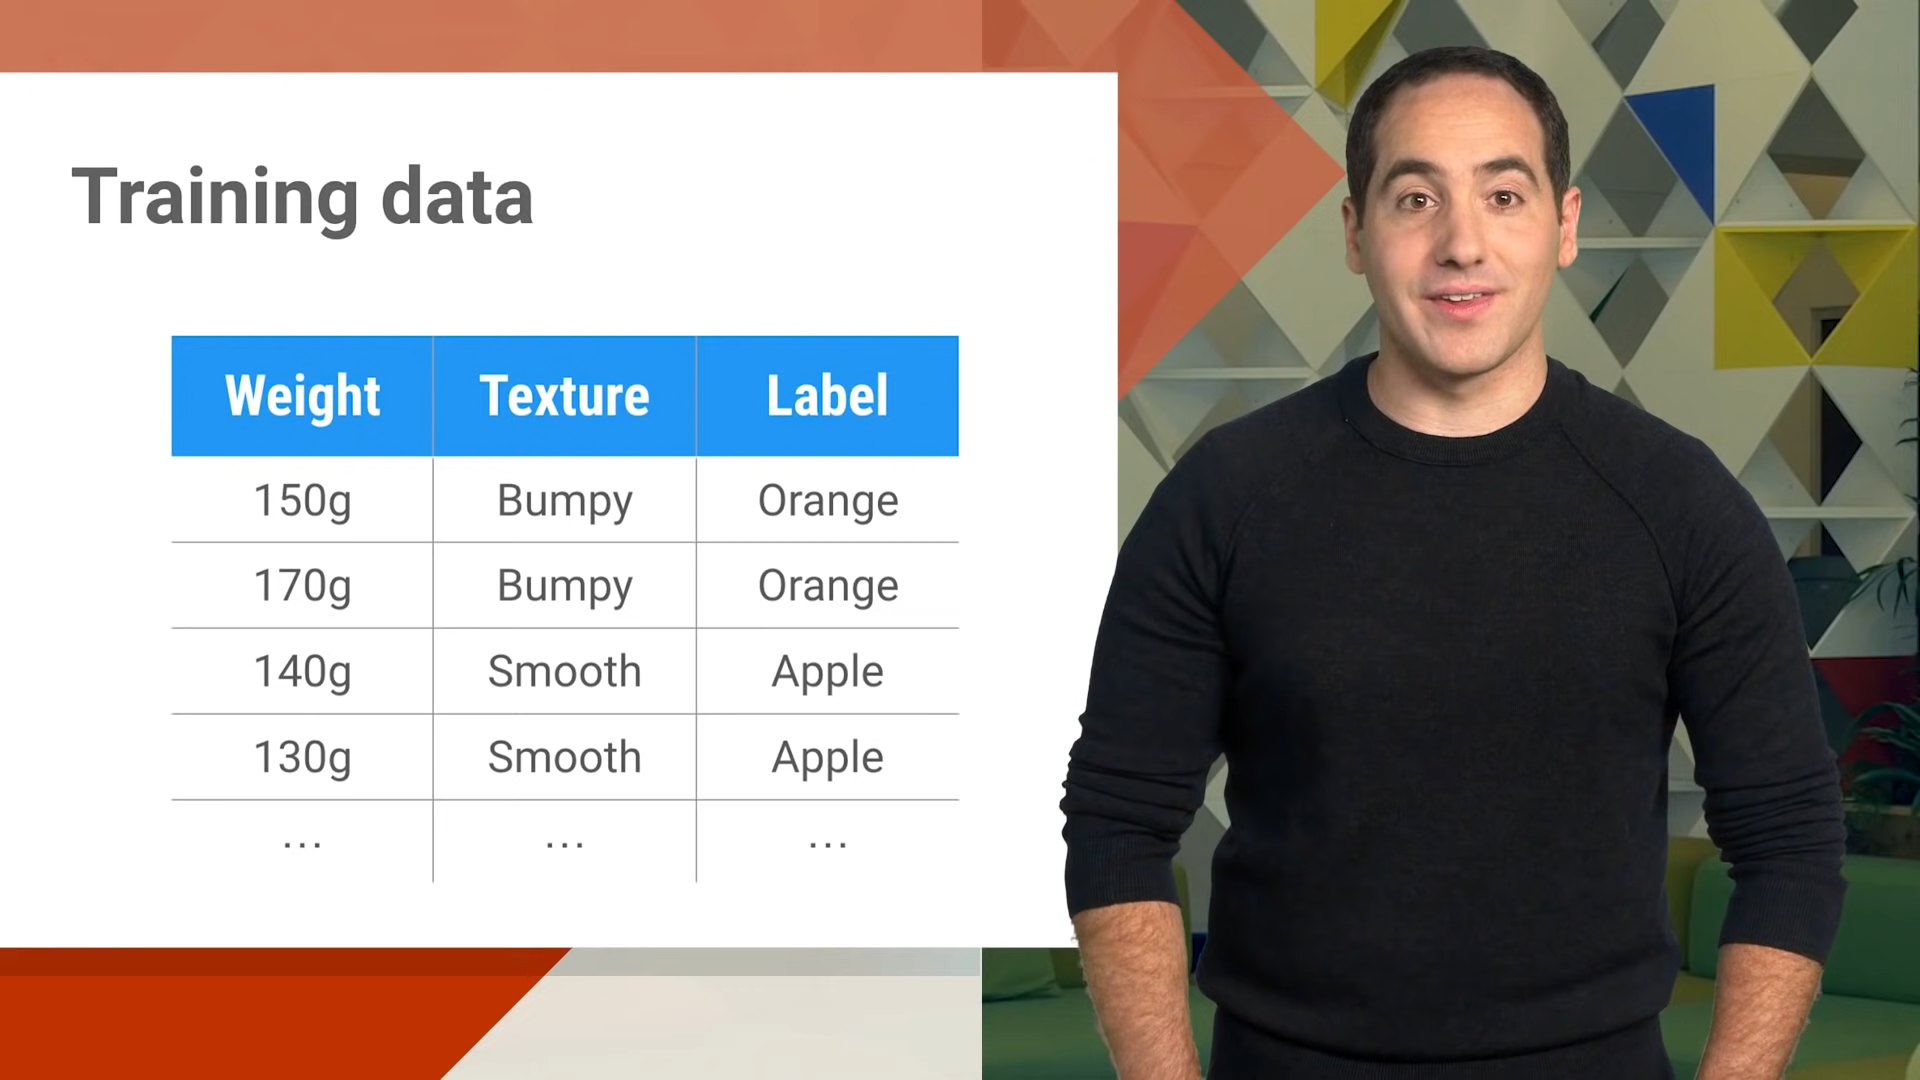 Training data
Weight Texture Label
150g Bumpy Orange
170g Bumpy Orange
140g Smooth Apple
130g Smooth Apple
... ... ...